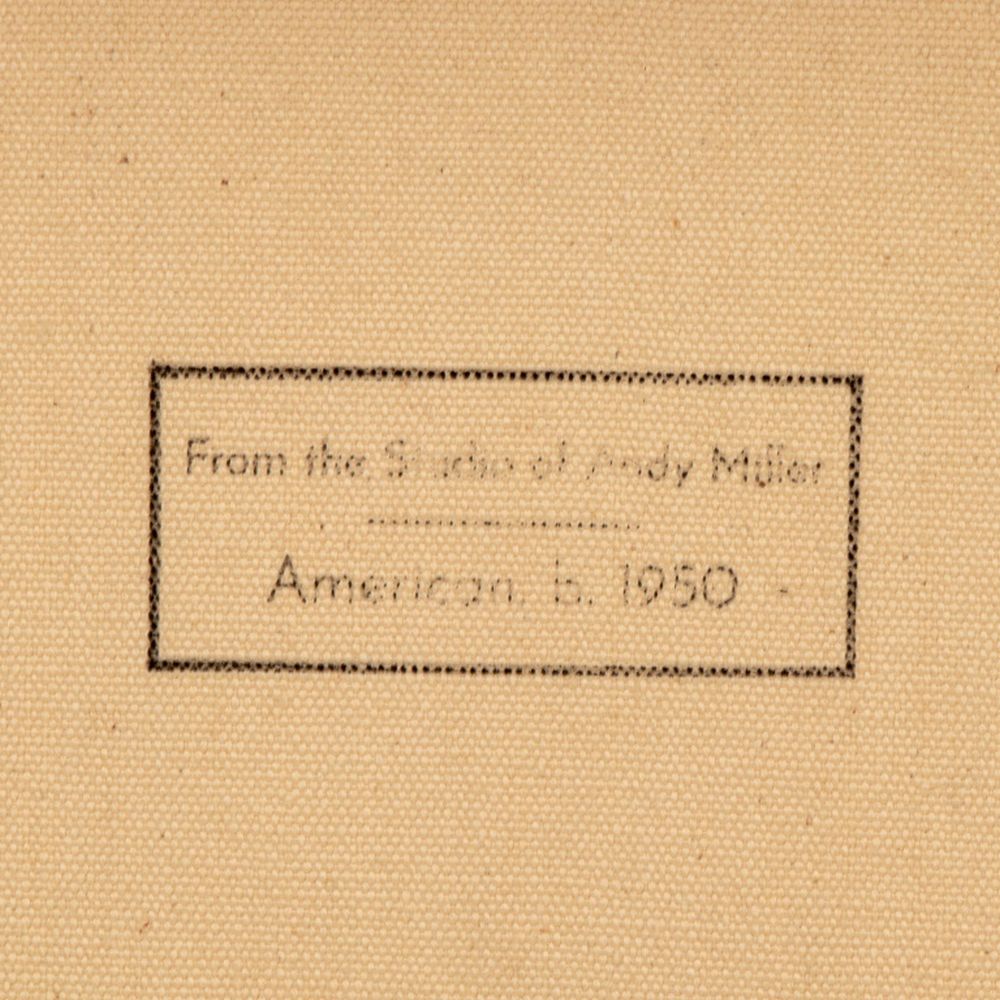 From the Studio of Andy Miller
American, b. 1950 -